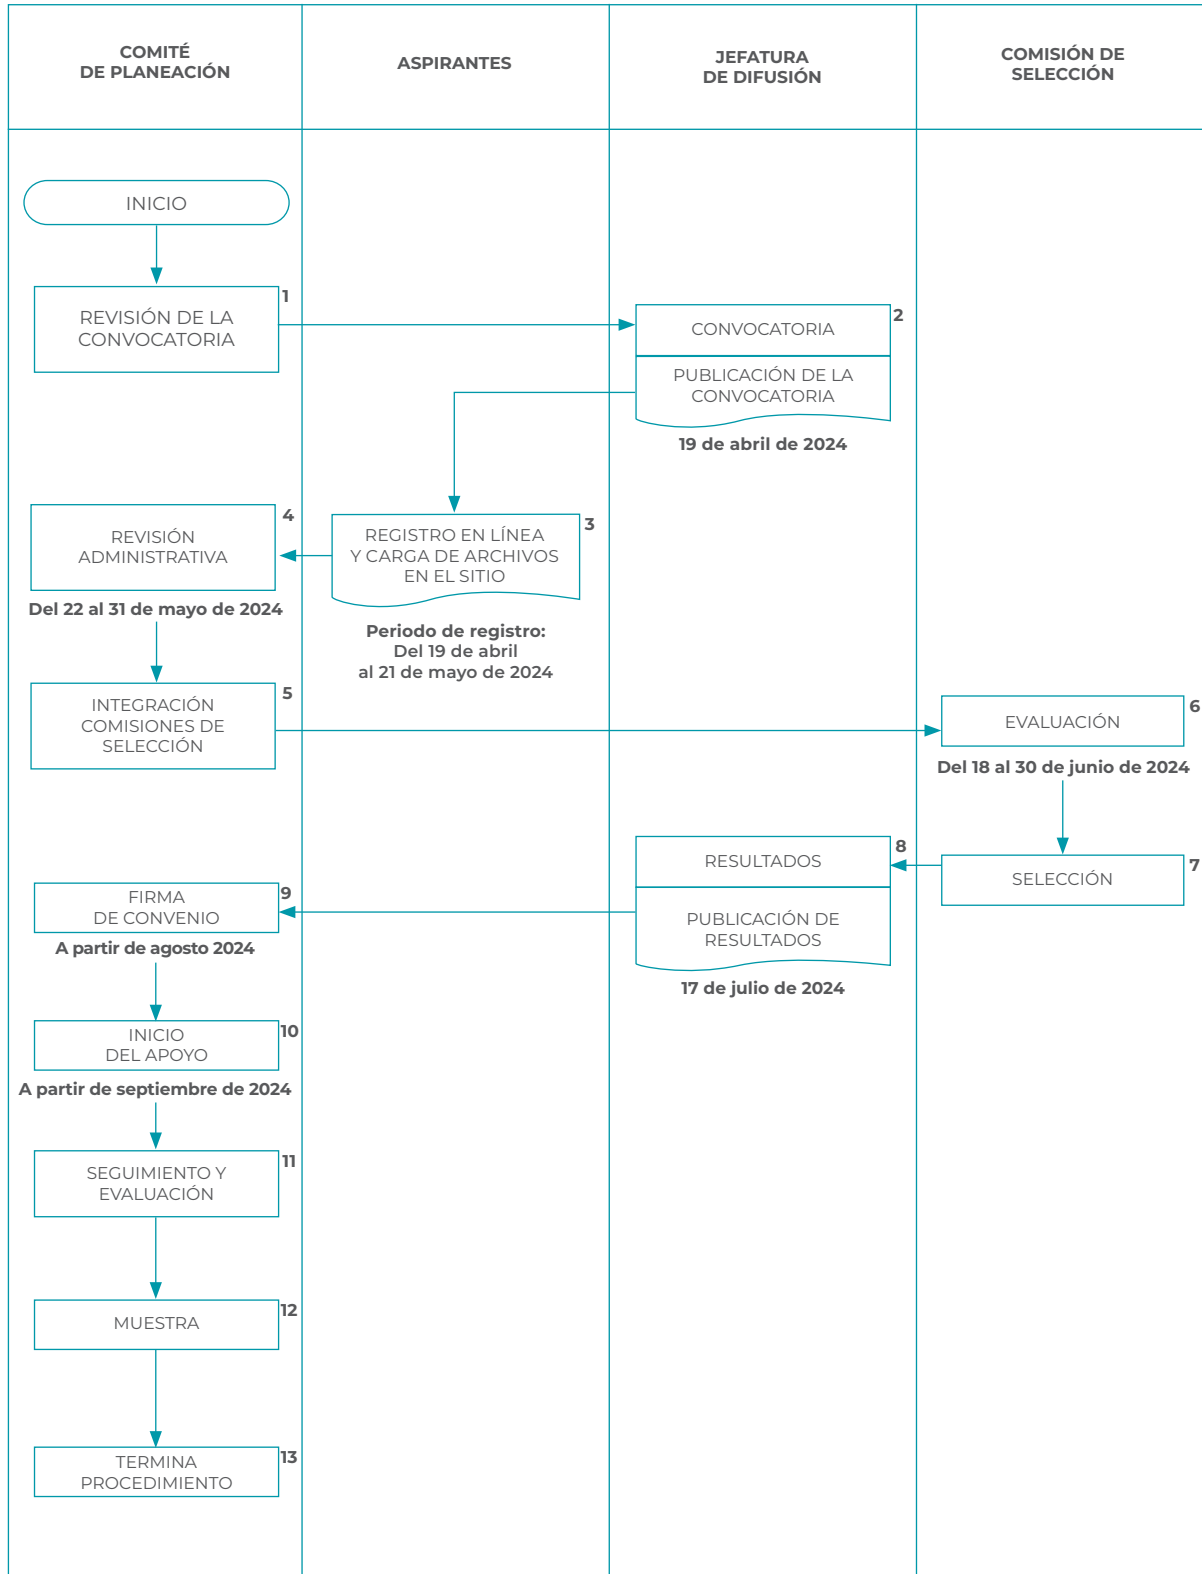 COMITÉ
DE PLANEACIÓN
ASPIRANTES
JEFATURA
DE DIFUSIÓN
COMISIÓN DE
SELECCIÓN
INICIO
1
REVISIÓN DE LA
CONVOCATORIA
2
CONVOCATORIA
PUBLICACIÓN DE LA
CONVOCATORIA
19 de abril de 2024
3
REGISTRO EN LÍNEA
Y CARGA DE ARCHIVOS
EN EL SITIO
Periodo de registro:
Del 19 de abril
al 21 de mayo de 2024
4
REVISIÓN
ADMINISTRATIVA
Del 22 al 31 de mayo de 2024
5
INTEGRACIÓN
COMISIONES DE
SELECCIÓN
6
EVALUACIÓN
Del 18 al 30 de junio de 2024
7
SELECCIÓN
8
RESULTADOS
PUBLICACIÓN DE
RESULTADOS
17 de julio de 2024
9
FIRMA
DE CONVENIO
A partir de agosto 2024
10
INICIO
DEL APOYO
A partir de septiembre de 2024
11
SEGUIMIENTO Y
EVALUACIÓN
12
MUESTRA
13
TERMINA
PROCEDIMIENTO